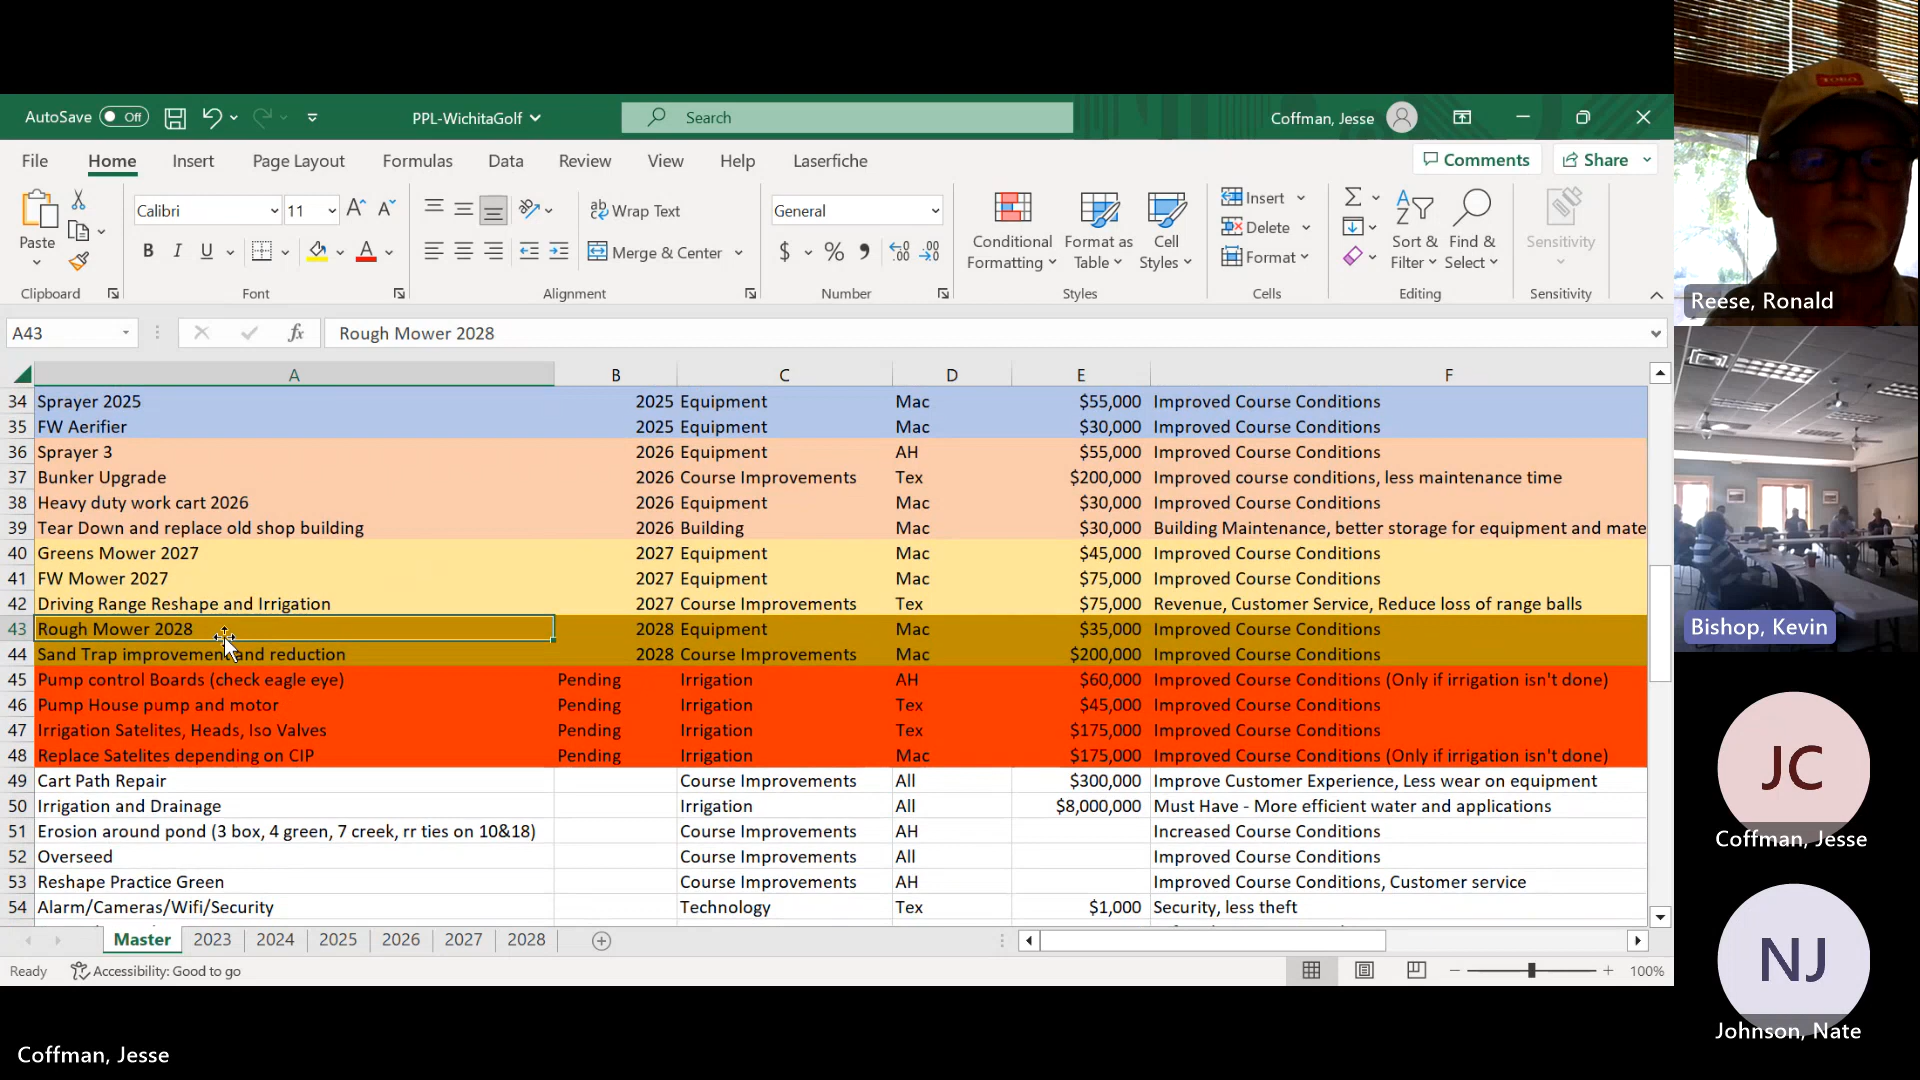 AutoSave Off PPL-WichitaGolf Search Coffman, Jesse
File Home Insert Page Layout Formulas Data Review View Help Laserfiche Comments Share
Paste Calibri 11 B I U Wrap Text Merge & Center General $ % Conditional Formatting Format as Table Cell Styles Insert Delete Format Sort & Filter Find & Select Sensitivity
Clipboard Font Alignment Number Styles Cells Editing Sensitivity
A43 fx Rough Mower 2028
A B C D E F
34 Sprayer 2025 2025 Equipment Mac $55,000 Improved Course Conditions
35 FW Aerifier 2025 Equipment Mac $30,000 Improved Course Conditions
36 Sprayer 3 2026 Equipment AH $55,000 Improved Course Conditions
37 Bunker Upgrade 2026 Course Improvements Tex $200,000 Improved course conditions, less maintenance time
38 Heavy duty work cart 2026 2026 Equipment Mac $30,000 Improved Course Conditions
39 Tear Down and replace old shop building 2026 Building Mac $30,000 Building Maintenance, better storage for equipment and mate
40 Greens Mower 2027 2027 Equipment Mac $45,000 Improved Course Conditions
41 FW Mower 2027 2027 Equipment Mac $75,000 Improved Course Conditions
42 Driving Range Reshape and Irrigation 2027 Course Improvements Tex $75,000 Revenue, Customer Service, Reduce loss of range balls
43 Rough Mower 2028 2028 Equipment Mac $35,000 Improved Course Conditions
44 Sand Trap improvement and reduction 2028 Course Improvements Mac $200,000 Improved Course Conditions
45 Pump control Boards (check eagle eye) Pending Irrigation AH $60,000 Improved Course Conditions (Only if irrigation isn't done)
46 Pump House pump and motor Pending Irrigation Tex $45,000 Improved Course Conditions
47 Irrigation Satelites, Heads, Iso Valves Pending Irrigation Tex $175,000 Improved Course Conditions
48 Replace Satelites depending on CIP Pending Irrigation Mac $175,000 Improved Course Conditions (Only if irrigation isn't done)
49 Cart Path Repair Course Improvements All $300,000 Improve Customer Experience, Less wear on equipment
50 Irrigation and Drainage Irrigation All $8,000,000 Must Have - More efficient water and applications
51 Erosion around pond (3 box, 4 green, 7 creek, rr ties on 10&18) Course Improvements AH Increased Course Conditions
52 Overseed Course Improvements All Improved Course Conditions
53 Reshape Practice Green Course Improvements AH Improved Course Conditions, Customer service
54 Alarm/Cameras/Wifi/Security Technology Tex $1,000 Security, less theft
Master 2023 2024 2025 2026 2027 2028
Ready Accessibility: Good to go 100%
Coffman, Jesse
TORO
Reese, Ronald
Bishop, Kevin
JC
Coffman, Jesse
NJ
Johnson, Nate